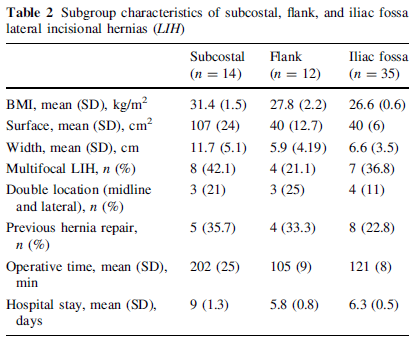 Table 2 Subgroup characteristics of subcostal, flank, and iliac fossa
lateral incisional hernias (LIH)
Subcostal Flank Iliac fossa
(n = 14) (n = 12) (n = 35)
BMI, mean (SD), kg/m² 31.4 (1.5) 27.8 (2.2) 26.6 (0.6)
Surface, mean (SD), cm² 107 (24) 40 (12.7) 40 (6)
Width, mean (SD), cm 11.7 (5.1) 5.9 (4.19) 6.6 (3.5)
Multifocal LIH, n (%) 8 (42.1) 4 (21.1) 7 (36.8)
Double location (midline 3 (21) 3 (25) 4 (11)
and lateral), n (%)
Previous hernia repair, 5 (35.7) 4 (33.3) 8 (22.8)
n (%)
Operative time, mean (SD), 202 (25) 105 (9) 121 (8)
min
Hospital stay, mean (SD), 9 (1.3) 5.8 (0.8) 6.3 (0.5)
days